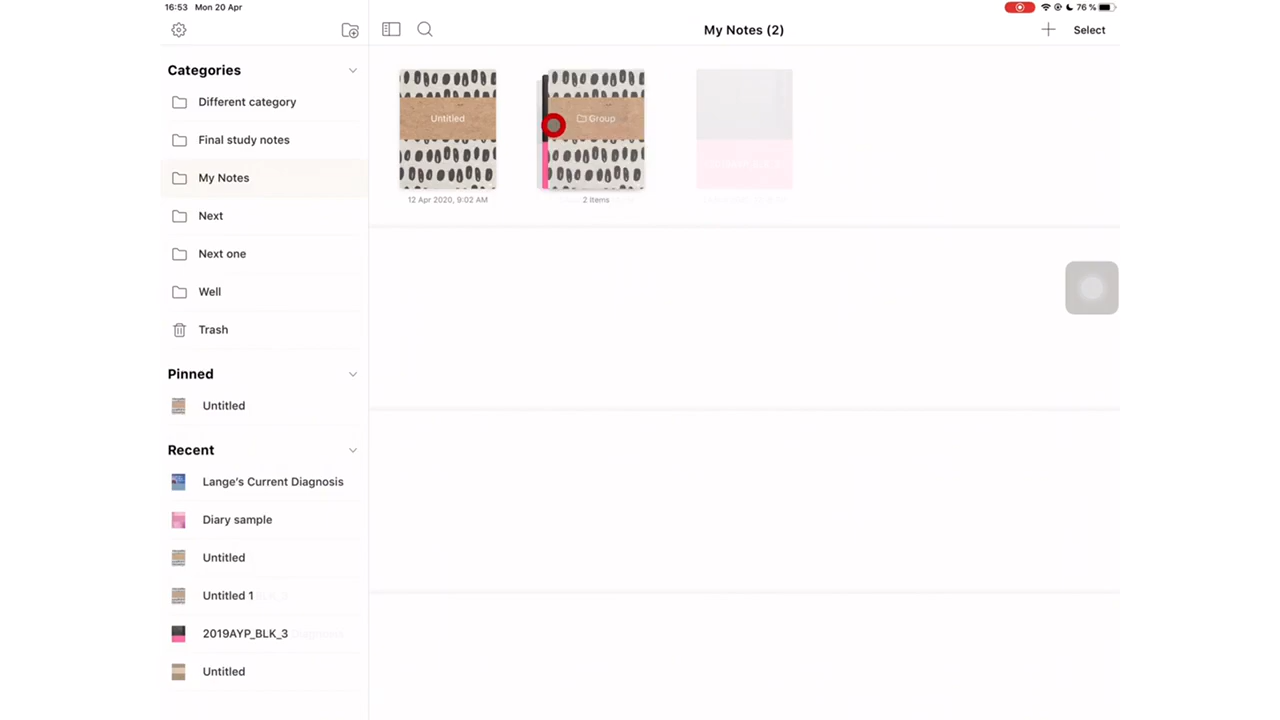 16:53 Mon 20 Apr
76 %
My Notes (2)
Select
Categories
Different category
Final study notes
My Notes
Next
Next one
Well
Trash
Pinned
Untitled
Recent
Lange's Current Diagnosis
Diary sample
Untitled
Untitled 1
2019AYP_BLK_3
Untitled
Untitled
12 Apr 2020, 9:02 AM
Group
2 items